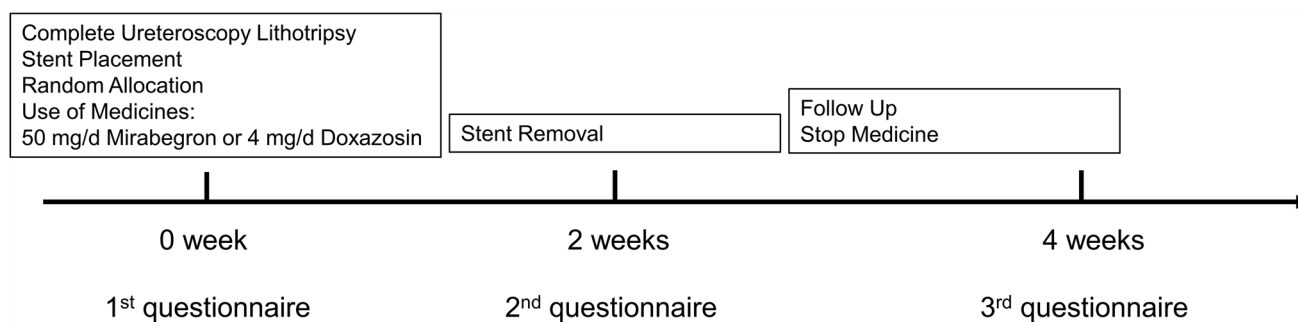 Complete Ureteroscopy Lithotripsy
Stent Placement
Random Allocation
Use of Medicines:
50 mg/d Mirabegron or 4 mg/d Doxazosin
Stent Removal
Follow Up
Stop Medicine
0 week
2 weeks
4 weeks
1st questionnaire
2nd questionnaire
3rd questionnaire